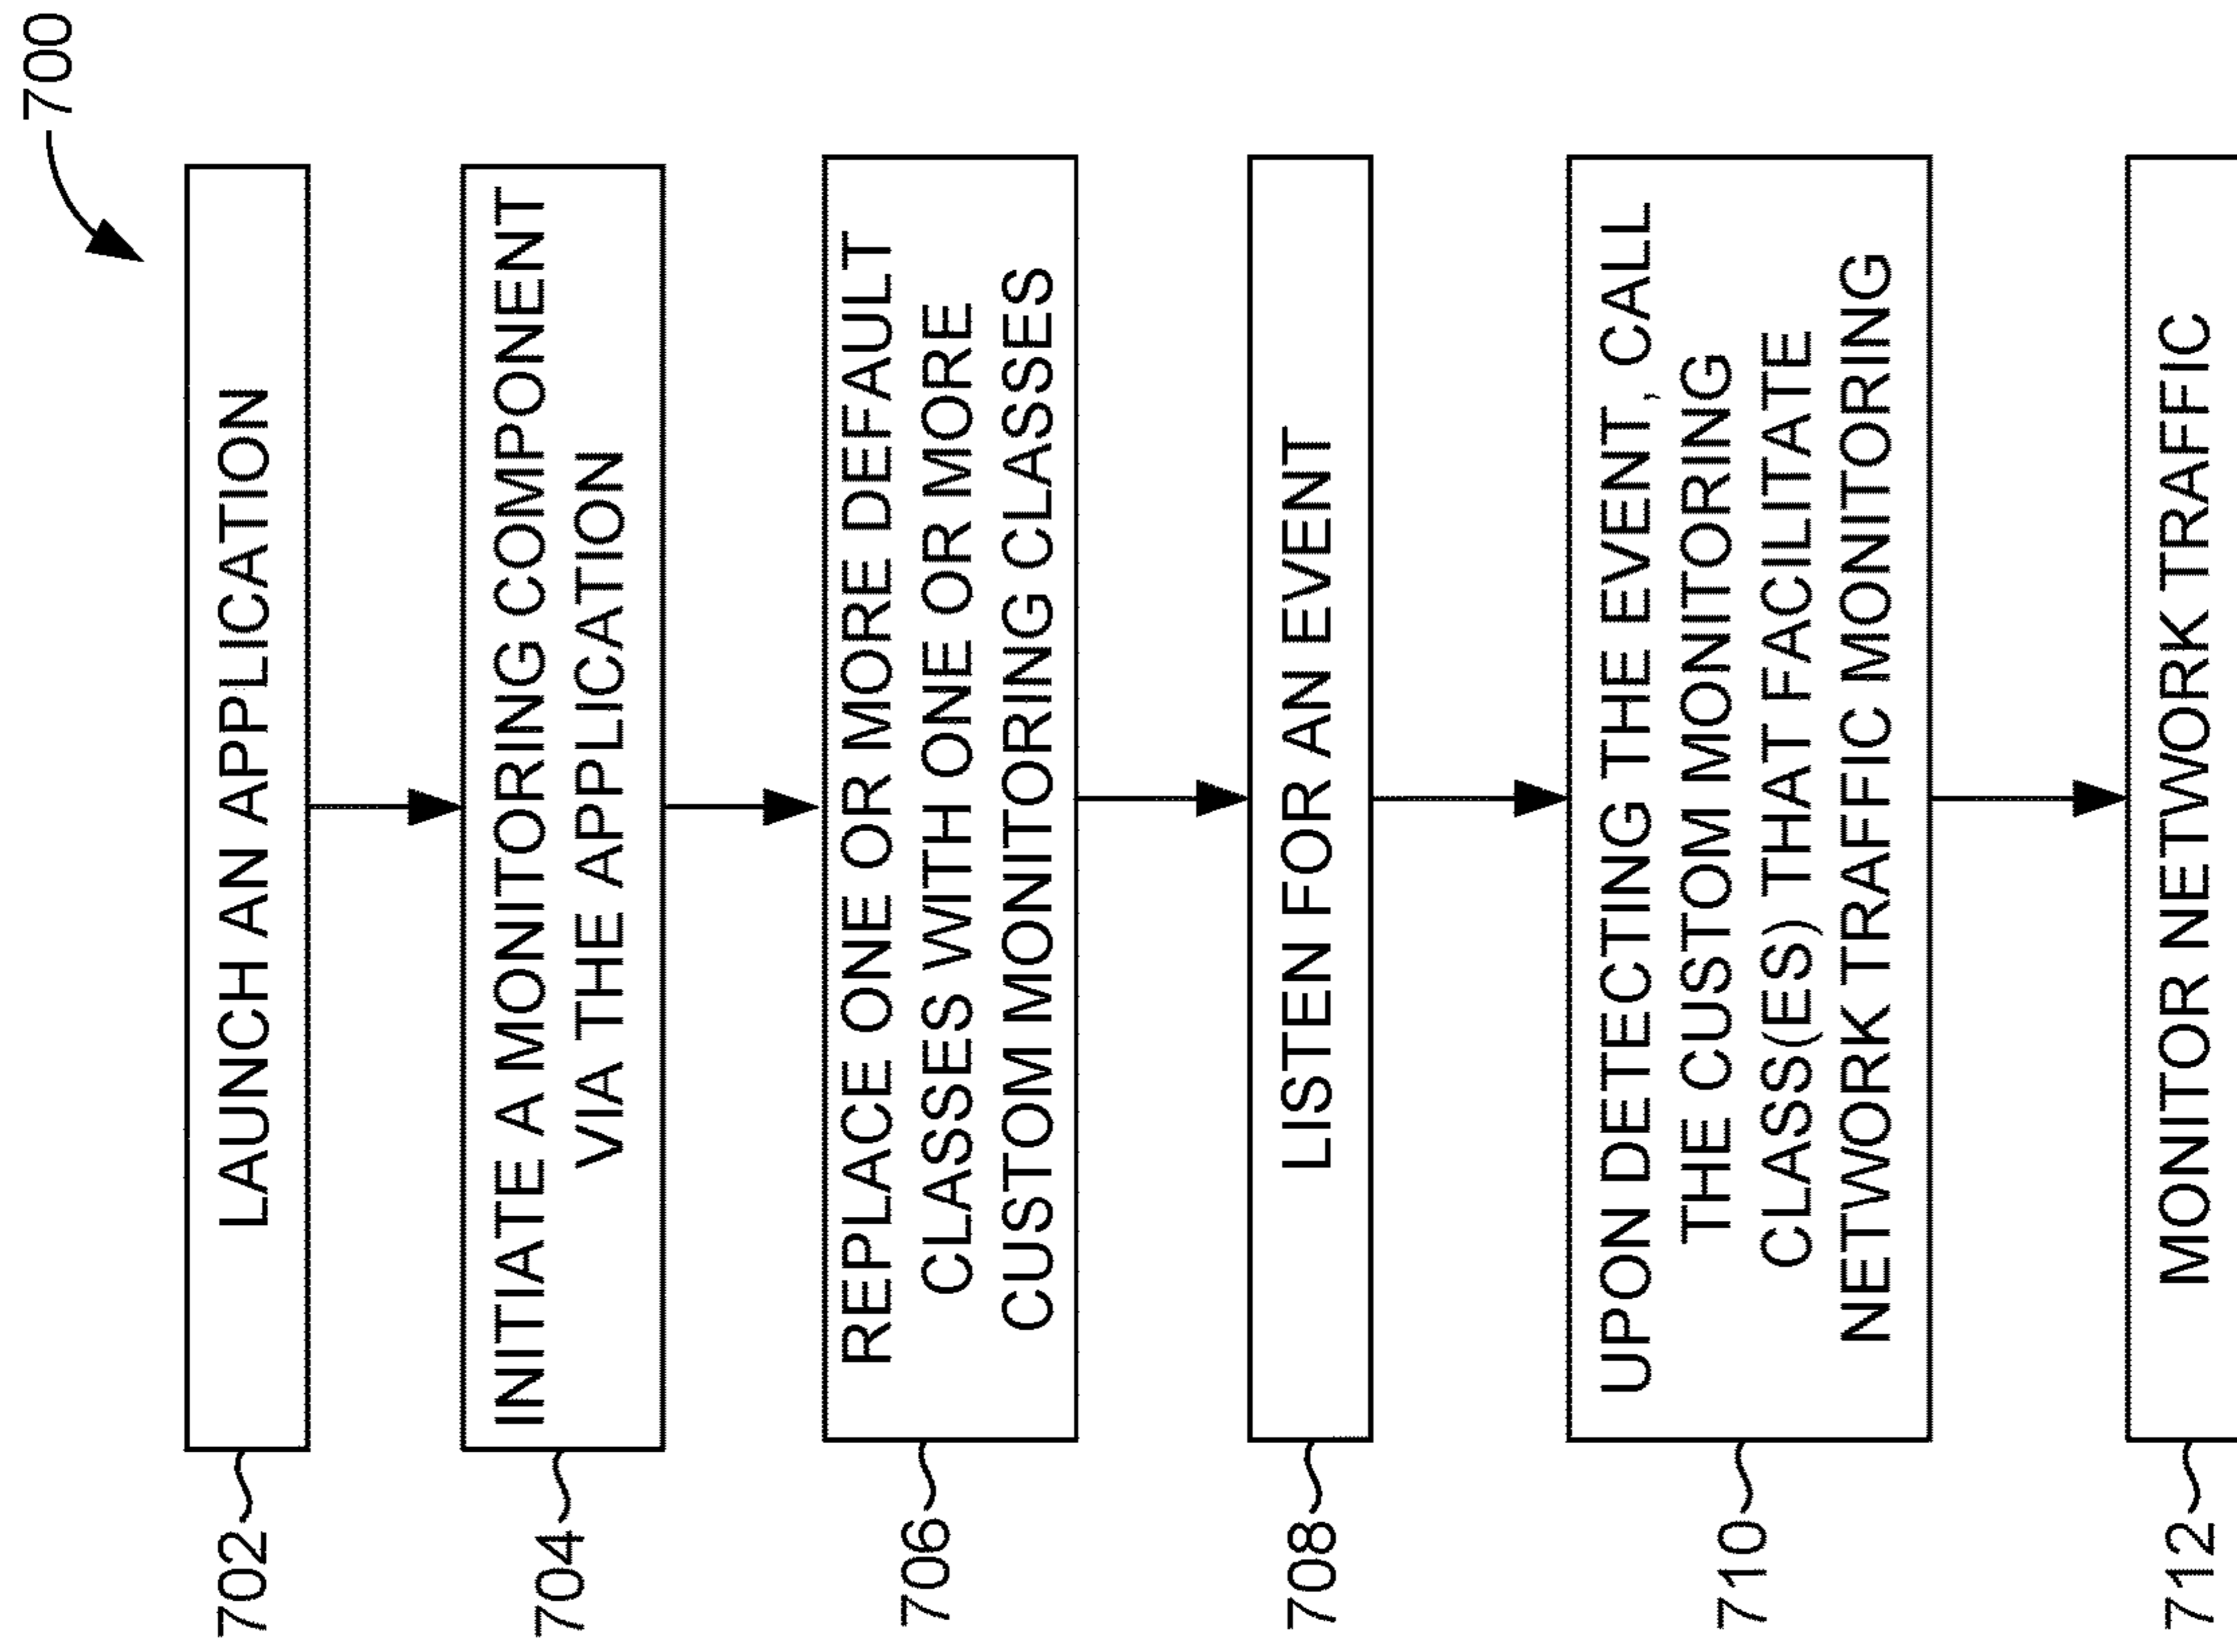 700
702
LAUNCH AN APPLICATION
704
INITIATE A MONITORING COMPONENT
VIA THE APPLICATION
706
REPLACE ONE OR MORE DEFAULT
CLASSES WITH ONE OR MORE
CUSTOM MONITORING CLASSES
708
LISTEN FOR AN EVENT
710
UPON DETECTING THE EVENT, CALL
THE CUSTOM MONITORING
CLASS(ES) THAT FACILITATE
NETWORK TRAFFIC MONITORING
712
MONITOR NETWORK TRAFFIC